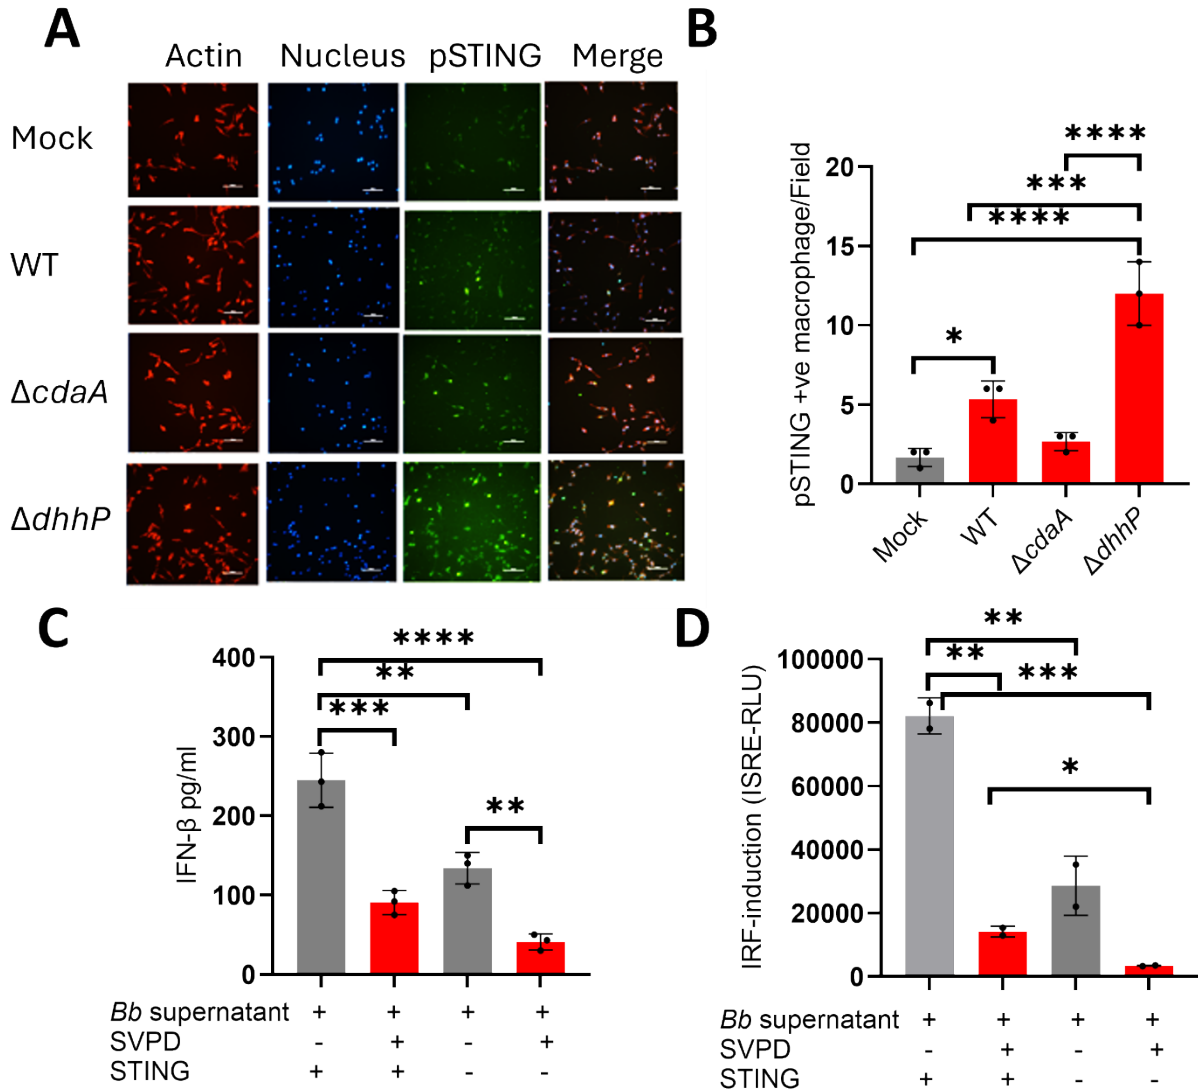 A
Actin Nucleus pSTING Merge
Mock
WT
ΔcdaA
ΔdhhP
B
pSTING +ve macrophage/Field
20
15
10
5
0
****
***
****
*
Mock WT ΔcdaA ΔdhhP
C
IFN-β pg/ml
400
300
200
100
0
****
**
***
**
Bb supernatant + + + +
SVPD - + - +
STING + + - -
D
IRF-induction (ISRE-RLU)
100000
80000
60000
40000
20000
0
**
**
***
*
Bb supernatant + + + +
SVPD - + - +
STING + + - -